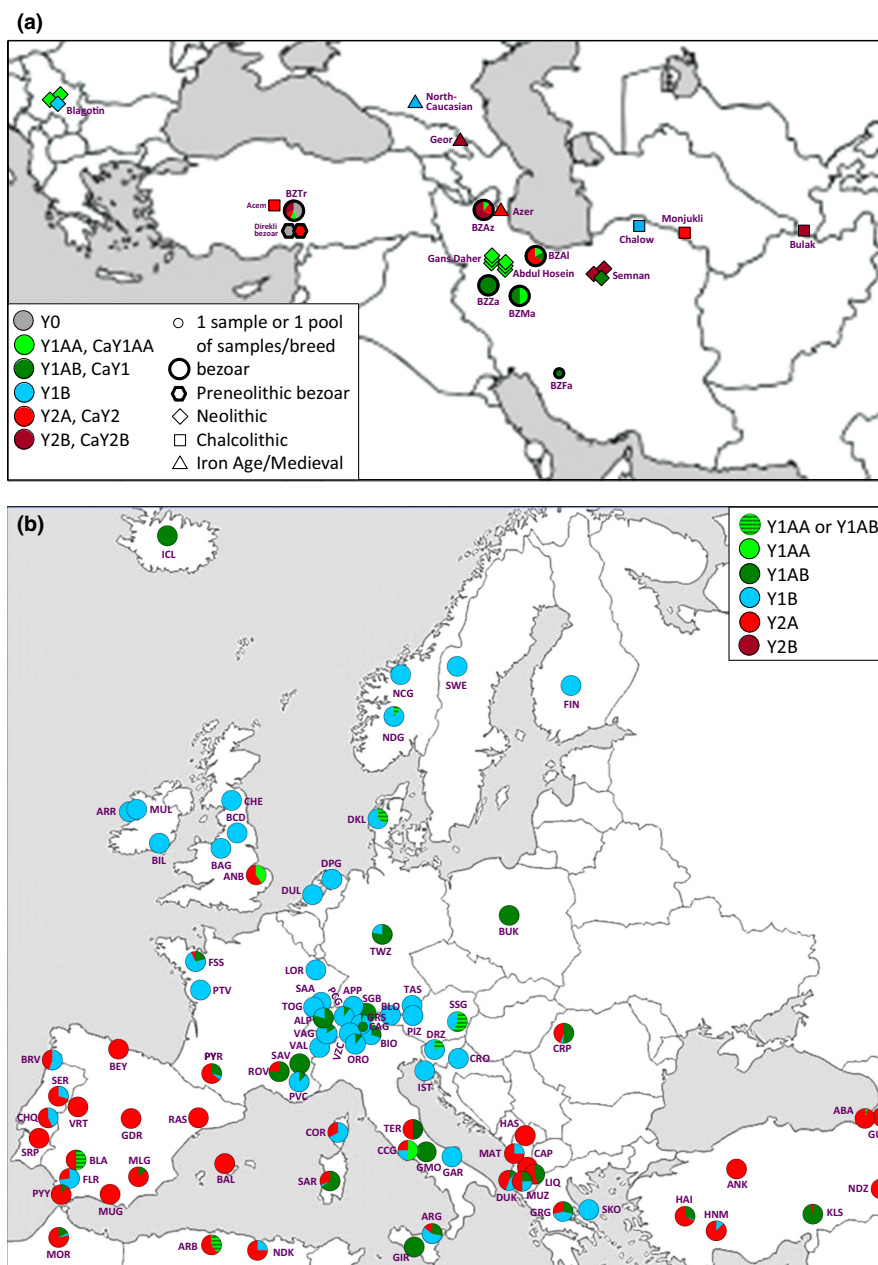 (a)
North-
Caucasian
Blagotin
Geor
BZTr
Acem
Direkli
bezoar
BZAz
Azer
Chalow
Monjukli
Bulak
Gans Daher
BZAl
Abdul Hosein
Semnan
BZZa
BZMa
BZFa
Y0
Y1AA, CaY1AA
Y1AB, CaY1
Y1B
Y2A, CaY2
Y2B, CaY2B
1 sample or 1 pool
of samples/breed
bezoar
Preneolithic bezoar
Neolithic
Chalcolithic
Iron Age/Medieval
(b)
Y1AA or Y1AB
Y1AA
Y1AB
Y1B
Y2A
Y2B
ICL
NCG
SWE
FIN
NDG
ARR
MUL
CHE
BCD
BIL
BAG
ANB
DKL
DPG
DUL
TWZ
BUK
FSS
PTV
LOR
SAA
PCG
APP
SGB
TAS
TOG
BLO
GRS
ALP
CAG
PIZ
SSG
VAG
BIO
DRZ
VAL
VZC
ORO
CRO
CRP
SAV
ROV
PVC
IST
BRV
BEY
PYR
SER
CHO
VRT
GDR
RAS
SRP
BLA
FLR
MLG
BAL
PYY
MUG
COR
TER
CCG
GMO
GAR
SAR
HAS
MAT
CAP
LIQ
DUK
MUZ
GRG
SKO
ARG
GIR
MOR
ARB
NDK
ABA
GU
ANK
NDZ
HAI
HNM
KLS